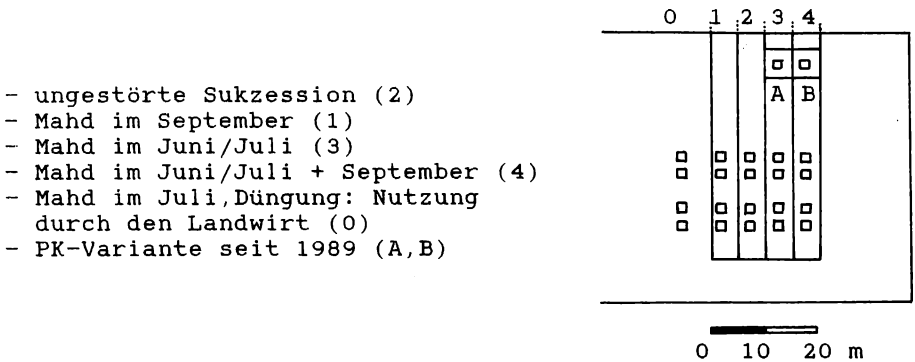 0 1 2 3 4
A B
- ungestörte Sukzession (2)
- Mahd im September (1)
- Mahd im Juni/Juli (3)
- Mahd im Juni/Juli + September (4)
- Mahd im Juli,Düngung: Nutzung
durch den Landwirt (0)
- PK-Variante seit 1989 (A,B)
0 10 20 m